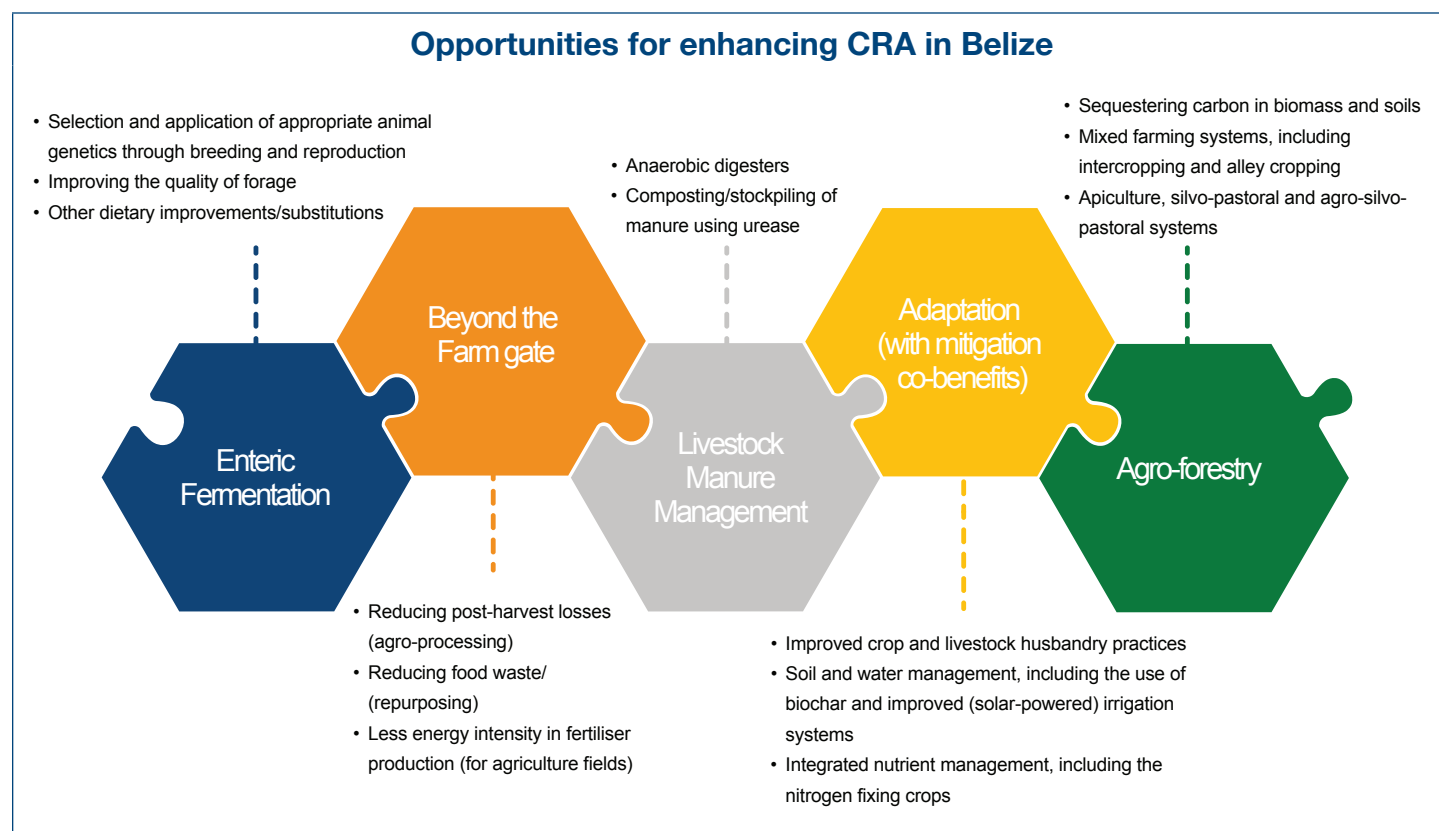 Opportunities for enhancing CRA in Belize
• Selection and application of appropriate animal
genetics through breeding and reproduction
• Improving the quality of forage
• Other dietary improvements/substitutions
Enteric
Fermentation
Beyond the
Farm gate
• Reducing post-harvest losses
(agro-processing)
• Reducing food waste/
(repurposing)
• Less energy intensity in fertiliser
production (for agriculture fields)
• Anaerobic digesters
• Composting/stockpiling of
manure using urease
Livestock
Manure
Management
Adaptation
(with mitigation
co-benefits)
• Improved crop and livestock husbandry practices
• Soil and water management, including the use of
biochar and improved (solar-powered) irrigation
systems
• Integrated nutrient management, including the
nitrogen fixing crops
• Sequestering carbon in biomass and soils
• Mixed farming systems, including
intercropping and alley cropping
• Apiculture, silvo-pastoral and agro-silvo-
pastoral systems
Agro-forestry